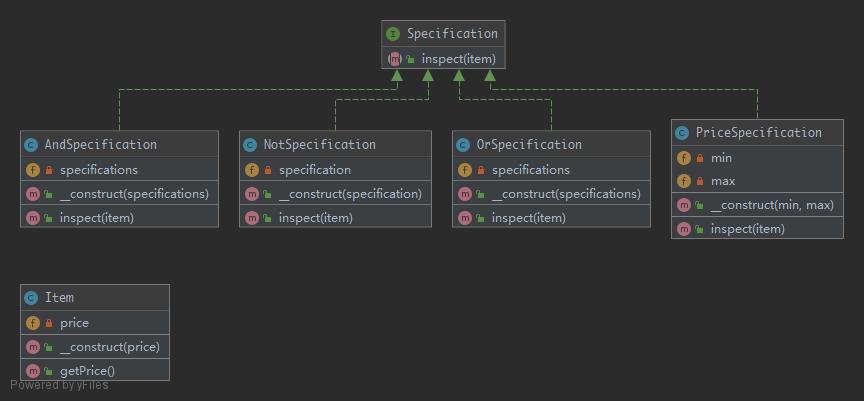 Specification
inspect(item)
AndSpecification
specifications
__construct(specifications)
inspect(item)
NotSpecification
specification
__construct(specification)
inspect(item)
OrSpecification
specifications
__construct(specifications)
inspect(item)
PriceSpecification
min
max
__construct(min, max)
inspect(item)
Item
price
__construct(price)
getPrice()
Powered by yFiles